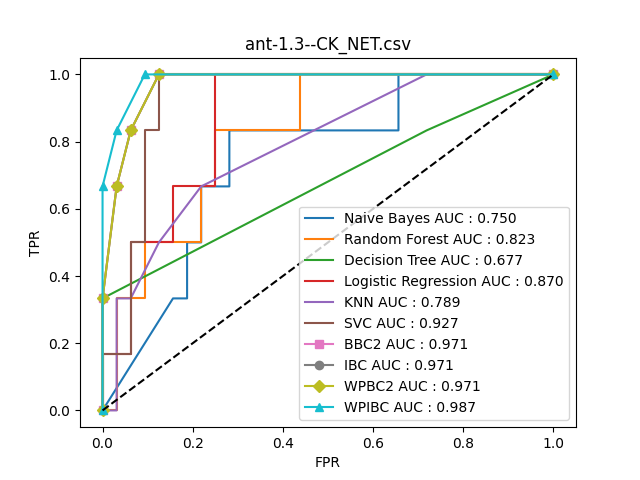 ant-1.3--CK_NET.csv
TPR
1.0
0.8
0.6
0.4
0.2
0.0
Naive Bayes AUC : 0.750
Random Forest AUC : 0.823
Decision Tree AUC : 0.677
Logistic Regression AUC : 0.870
KNN AUC : 0.789
SVC AUC : 0.927
BBC2 AUC : 0.971
IBC AUC : 0.971
WPBC2 AUC : 0.971
WPIBC AUC : 0.987
0.0 0.2 0.4 0.6 0.8 1.0
FPR